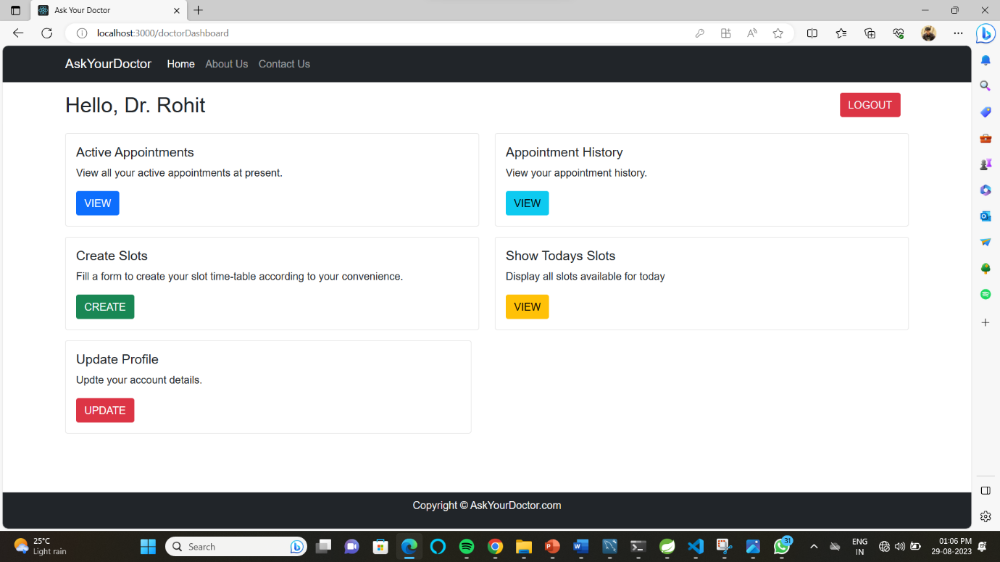 Ask Your Doctor
localhost:3000/doctorDashboard
AskYourDoctor Home About Us Contact Us
Hello, Dr. Rohit
LOGOUT
Active Appointments
View all your active appointments at present.
VIEW
Appointment History
View your appointment history.
VIEW
Create Slots
Fill a form to create your slot time-table according to your convenience.
CREATE
Show Todays Slots
Display all slots available for today
VIEW
Update Profile
Updte your account details.
UPDATE
Copyright © AskYourDoctor.com
25°C
Light rain
Search
31
ENG
IN
01:06 PM
29-08-2023